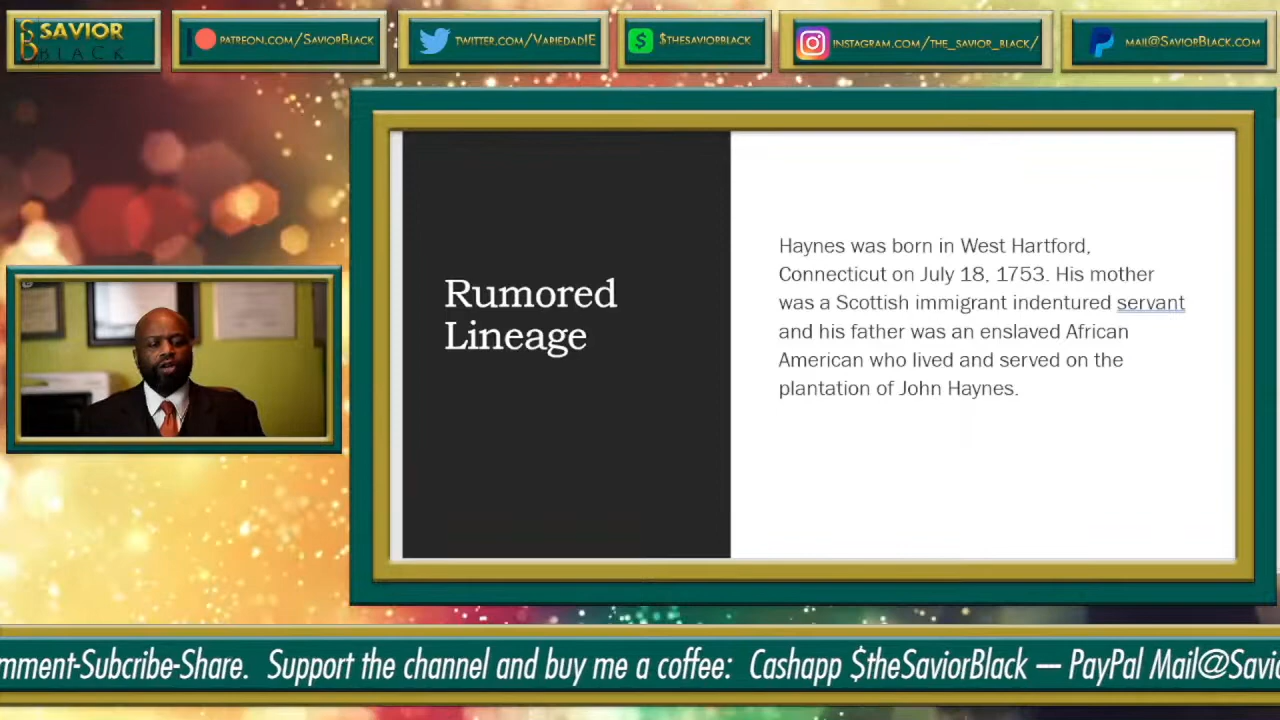 SAVIOR
BLACK
PATREON.COM/SAVIORBLACK
TWITTER.COM/VARIEDADIE
$THESAVIORBLACK
INSTAGRAM.COM/THE_SAVIOR_BLACK/
MAIL@SAVIORBLACK.COM
Rumored
Lineage
Haynes was born in West Hartford,
Connecticut on July 18, 1753. His mother
was a Scottish immigrant indentured servant
and his father was an enslaved African
American who lived and served on the
plantation of John Haynes.
mment-Subcribe-Share. Support the channel and buy me a coffee: Cashapp $theSaviorBlack — PayPal Mail@Savio